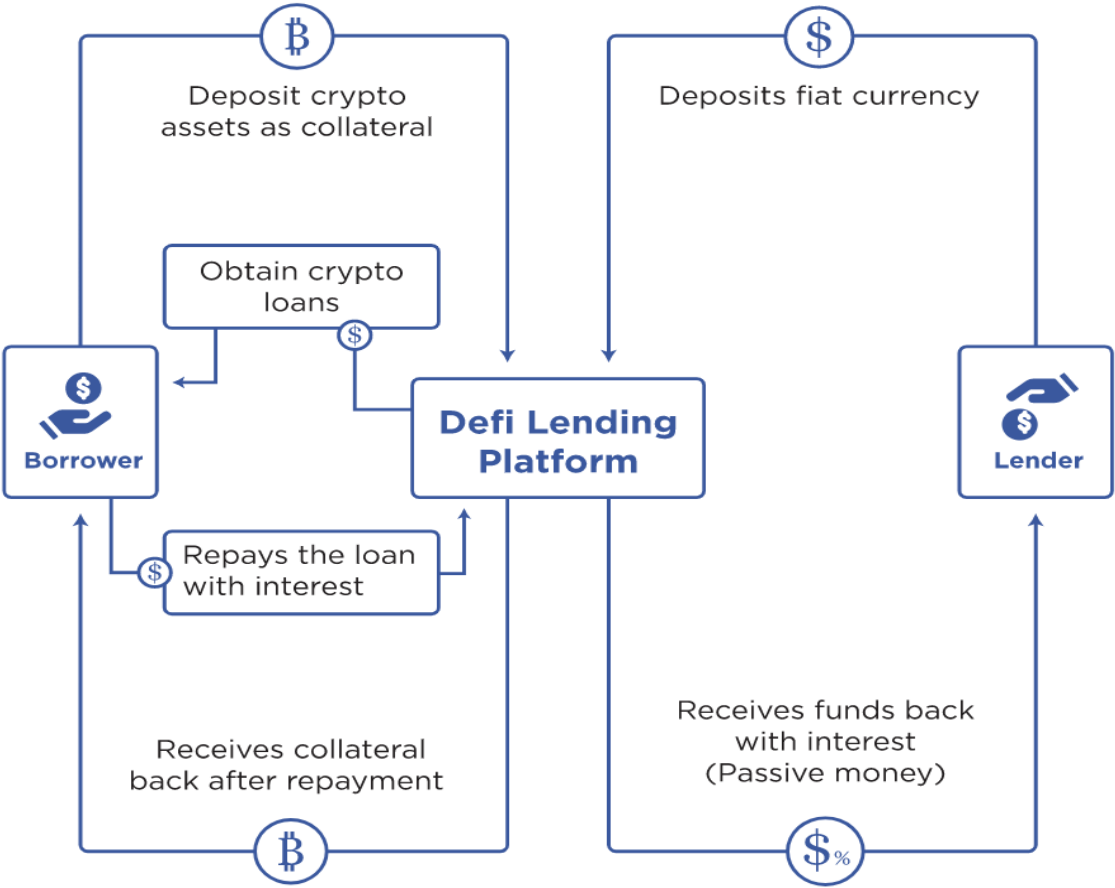 ₿
$
Deposit crypto
assets as collateral
Deposits fiat currency
Obtain crypto
loans
$
$
Borrower
Defi Lending
Platform
$
Lender
$
Repays the loan
with interest
Receives collateral
back after repayment
Receives funds back
with interest
(Passive money)
₿
$%